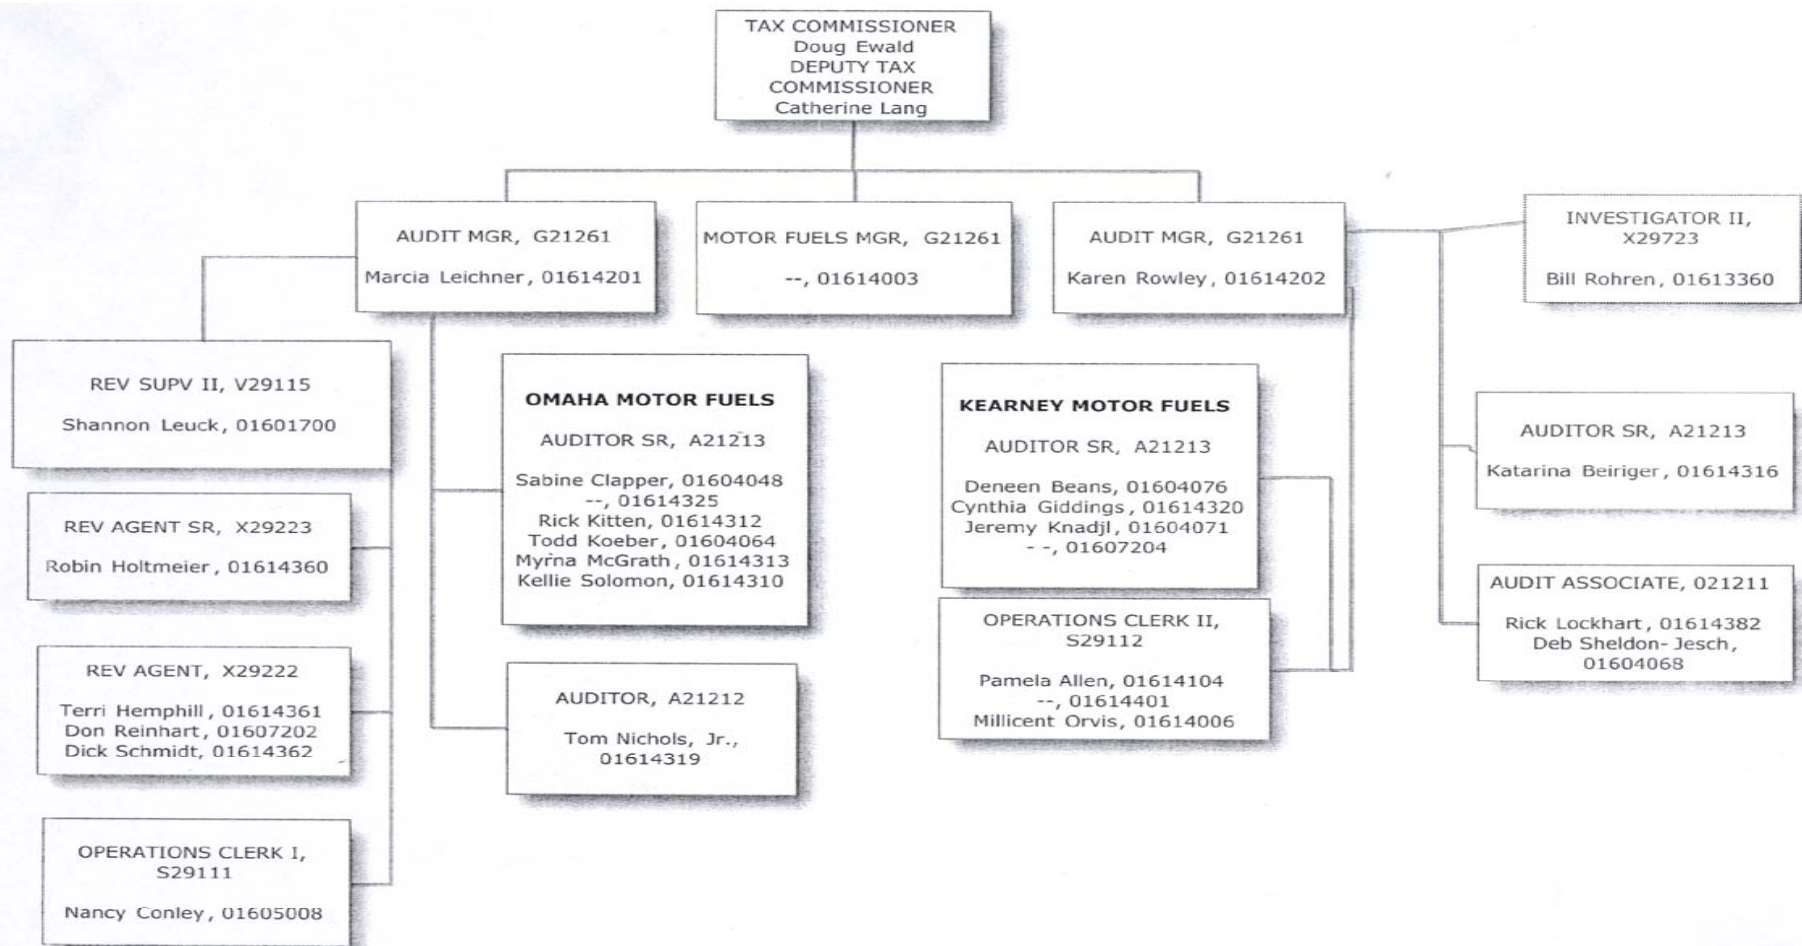 TAX COMMISSIONER
Doug Ewald
DEPUTY TAX
COMMISSIONER
Catherine Lang
AUDIT MGR, G21261
Marcia Leichner, 01614201
MOTOR FUELS MGR, G21261
--, 01614003
AUDIT MGR, G21261
Karen Rowley, 01614202
INVESTIGATOR II,
X29723
Bill Rohren, 01613360
REV SUPV II, V29115
Shannon Leuck, 01601700
REV AGENT SR, X29223
Robin Holtmeier, 01614360
REV AGENT, X29222
Terri Hemphill, 01614361
Don Reinhart, 01607202
Dick Schmidt, 01614362
OPERATIONS CLERK I,
S29111
Nancy Conley, 01605008
OMAHA MOTOR FUELS
AUDITOR SR, A21213
Sabine Clapper, 01604048
--, 01614325
Rick Kitten, 01614312
Todd Koeber, 01604064
Myrna McGrath, 01614313
Kellie Solomon, 01614310
AUDITOR, A21212
Tom Nichols, Jr.,
01614319
KEARNEY MOTOR FUELS
AUDITOR SR, A21213
Deneen Beans, 01604076
Cynthia Giddings, 01614320
Jeremy Knadjl, 01604071
- -, 01607204
OPERATIONS CLERK II,
S29112
Pamela Allen, 01614104
--, 01614401
Millicent Orvis, 01614006
AUDITOR SR, A21213
Katarina Beiriger, 01614316
AUDIT ASSOCIATE, 021211
Rick Lockhart, 01614382
Deb Sheldon-Jesch,
01604068